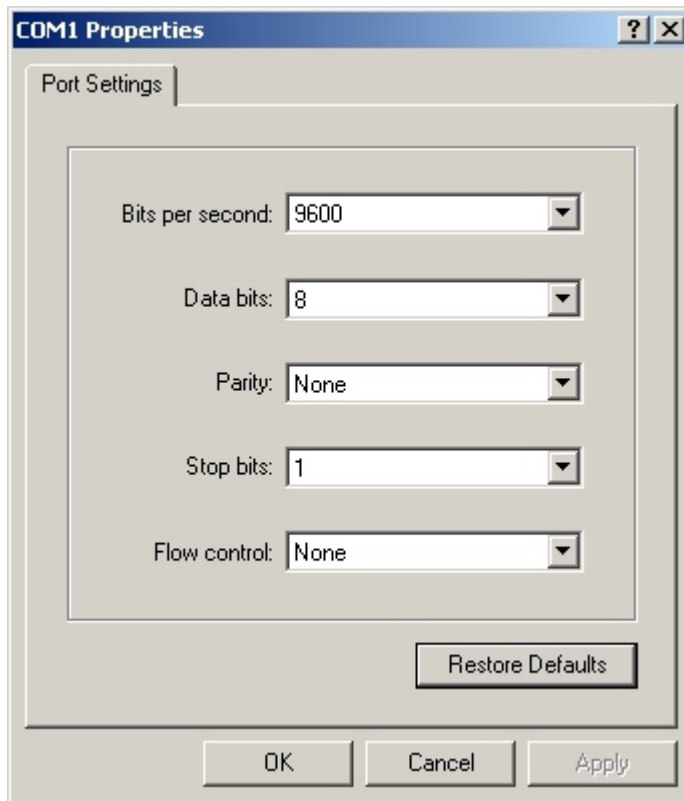 COM1 Properties
Port Settings
Bits per second: 9600
Data bits: 8
Parity: None
Stop bits: 1
Flow control: None
Restore Defaults
OK Cancel Apply